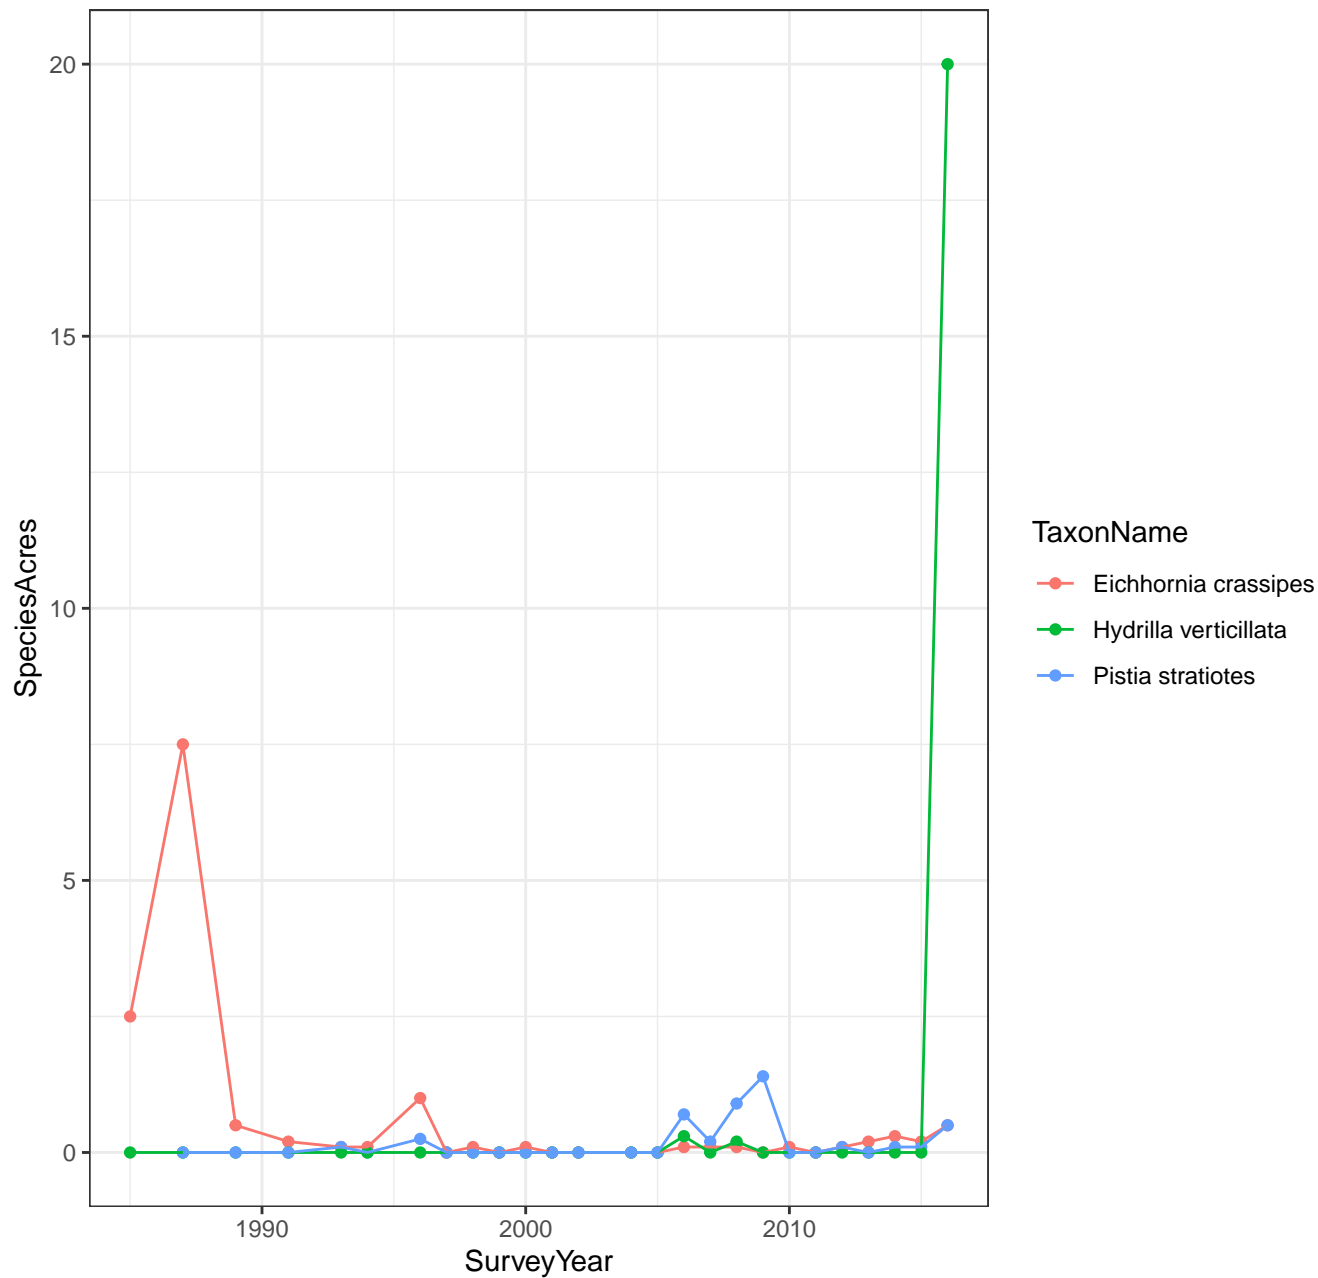 20
15
10
5
0
SpeciesAcres
1990 2000 2010
SurveyYear
TaxonName
Eichhornia crassipes
Hydrilla verticillata
Pistia stratiotes